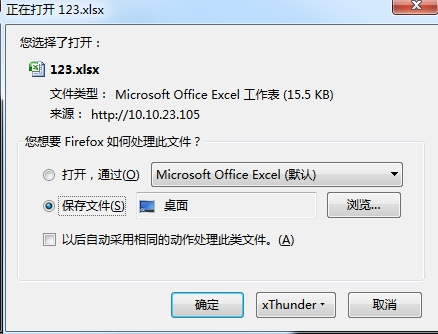 正在打开 123.xlsx
您选择了打开：
123.xlsx
文件类型： Microsoft Office Excel 工作表 (15.5 KB)
来源： http://10.10.23.105
您想要 Firefox 如何处理此文件？
打开，通过(O) Microsoft Office Excel (默认)
保存文件(S) 桌面 浏览...
以后自动采用相同的动作处理此类文件。(A)
确定 xThunder 取消